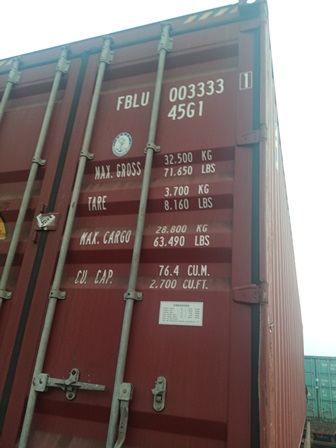 FBLU 003333 1
45G1
MAX. GROSS 32.500 KG
71.650 LBS
TARE 3.700 KG
8.160 LBS
MAX. CARGO 28.800 KG
63.490 LBS
CU. CAP. 76.4 CU.M.
2.700 CU.FT.